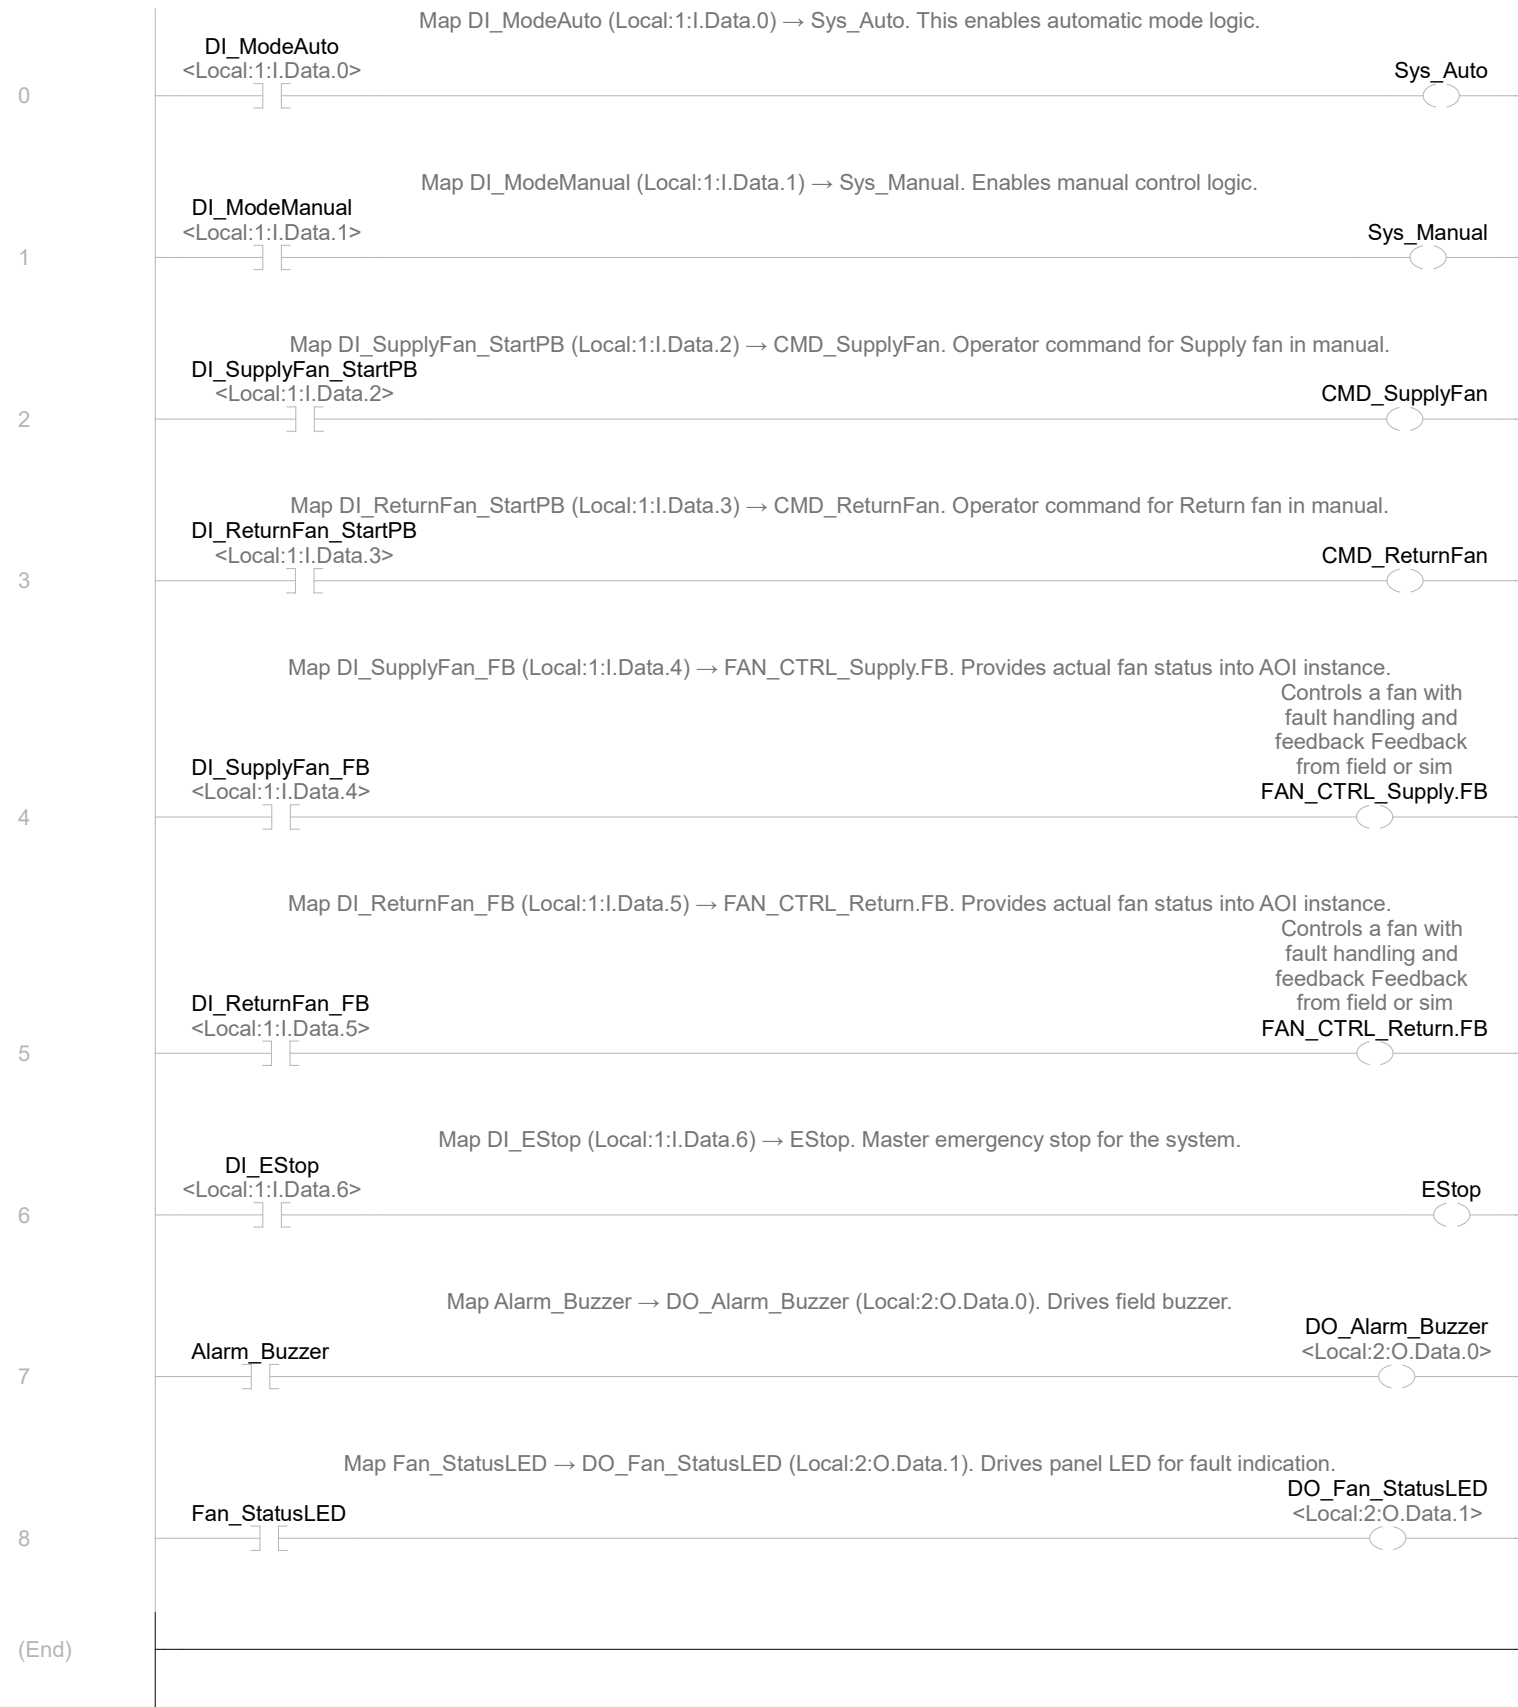 Map DI_ModeAuto (Local:1:I.Data.0) → Sys_Auto. This enables automatic mode logic.
DI_ModeAuto
<Local:1:I.Data.0>
Sys_Auto
0
Map DI_ModeManual (Local:1:I.Data.1) → Sys_Manual. Enables manual control logic.
DI_ModeManual
<Local:1:I.Data.1>
Sys_Manual
1
Map DI_SupplyFan_StartPB (Local:1:I.Data.2) → CMD_SupplyFan. Operator command for Supply fan in manual.
DI_SupplyFan_StartPB
<Local:1:I.Data.2>
CMD_SupplyFan
2
Map DI_ReturnFan_StartPB (Local:1:I.Data.3) → CMD_ReturnFan. Operator command for Return fan in manual.
DI_ReturnFan_StartPB
<Local:1:I.Data.3>
CMD_ReturnFan
3
Map DI_SupplyFan_FB (Local:1:I.Data.4) → FAN_CTRL_Supply.FB. Provides actual fan status into AOI instance.
Controls a fan with
fault handling and
feedback Feedback
from field or sim
DI_SupplyFan_FB
<Local:1:I.Data.4>
FAN_CTRL_Supply.FB
4
Map DI_ReturnFan_FB (Local:1:I.Data.5) → FAN_CTRL_Return.FB. Provides actual fan status into AOI instance.
Controls a fan with
fault handling and
feedback Feedback
from field or sim
DI_ReturnFan_FB
<Local:1:I.Data.5>
FAN_CTRL_Return.FB
5
Map DI_EStop (Local:1:I.Data.6) → EStop. Master emergency stop for the system.
DI_EStop
<Local:1:I.Data.6>
EStop
6
Map Alarm_Buzzer → DO_Alarm_Buzzer (Local:2:O.Data.0). Drives field buzzer.
DO_Alarm_Buzzer
<Local:2:O.Data.0>
Alarm_Buzzer
7
Map Fan_StatusLED → DO_Fan_StatusLED (Local:2:O.Data.1). Drives panel LED for fault indication.
DO_Fan_StatusLED
<Local:2:O.Data.1>
Fan_StatusLED
8
(End)